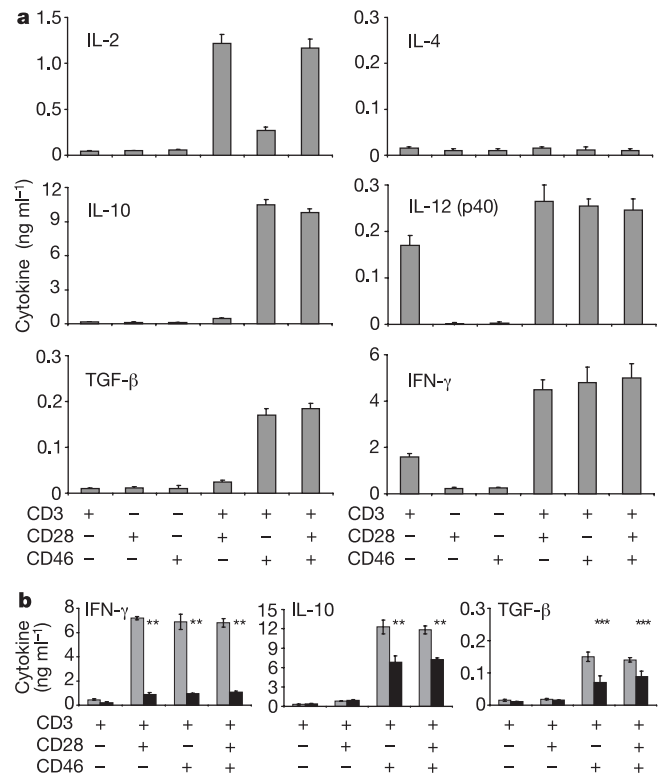 a
Cytokine (ng ml⁻¹)
IL-2
1.5
1.0
0.5
0
IL-4
0.4
0.3
0.2
0.1
0
IL-10
12
9
6
3
0
IL-12 (p40)
0.3
0.2
0.1
0
TGF-β
0.3
0.2
0.1
0
IFN-γ
6
4
2
0
CD3 + – – + + +
CD28 – + – + – +
CD46 – – + – + +
CD3 + – – + + +
CD28 – + – + – +
CD46 – – + – + +
b
Cytokine
(ng ml⁻¹)
IFN-γ
8
6
4
2
0
** ** **
IL-10
15
12
9
6
3
0
** **
TGF-β
0.3
0.2
0.1
0
*** ***
CD3 + + + + + + + + + + + +
CD28 – + – + – + – + – + – +
CD46 – – + + – – + + – – + +